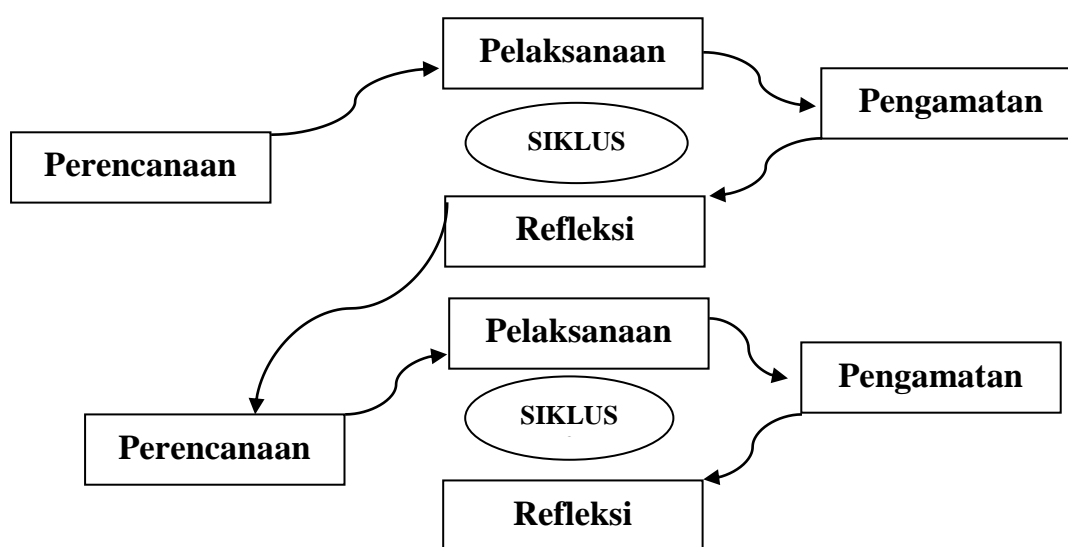 Pelaksanaan
Pengamatan
SIKLUS
Perencanaan
Refleksi
Pelaksanaan
Pengamatan
SIKLUS
Perencanaan
Refleksi